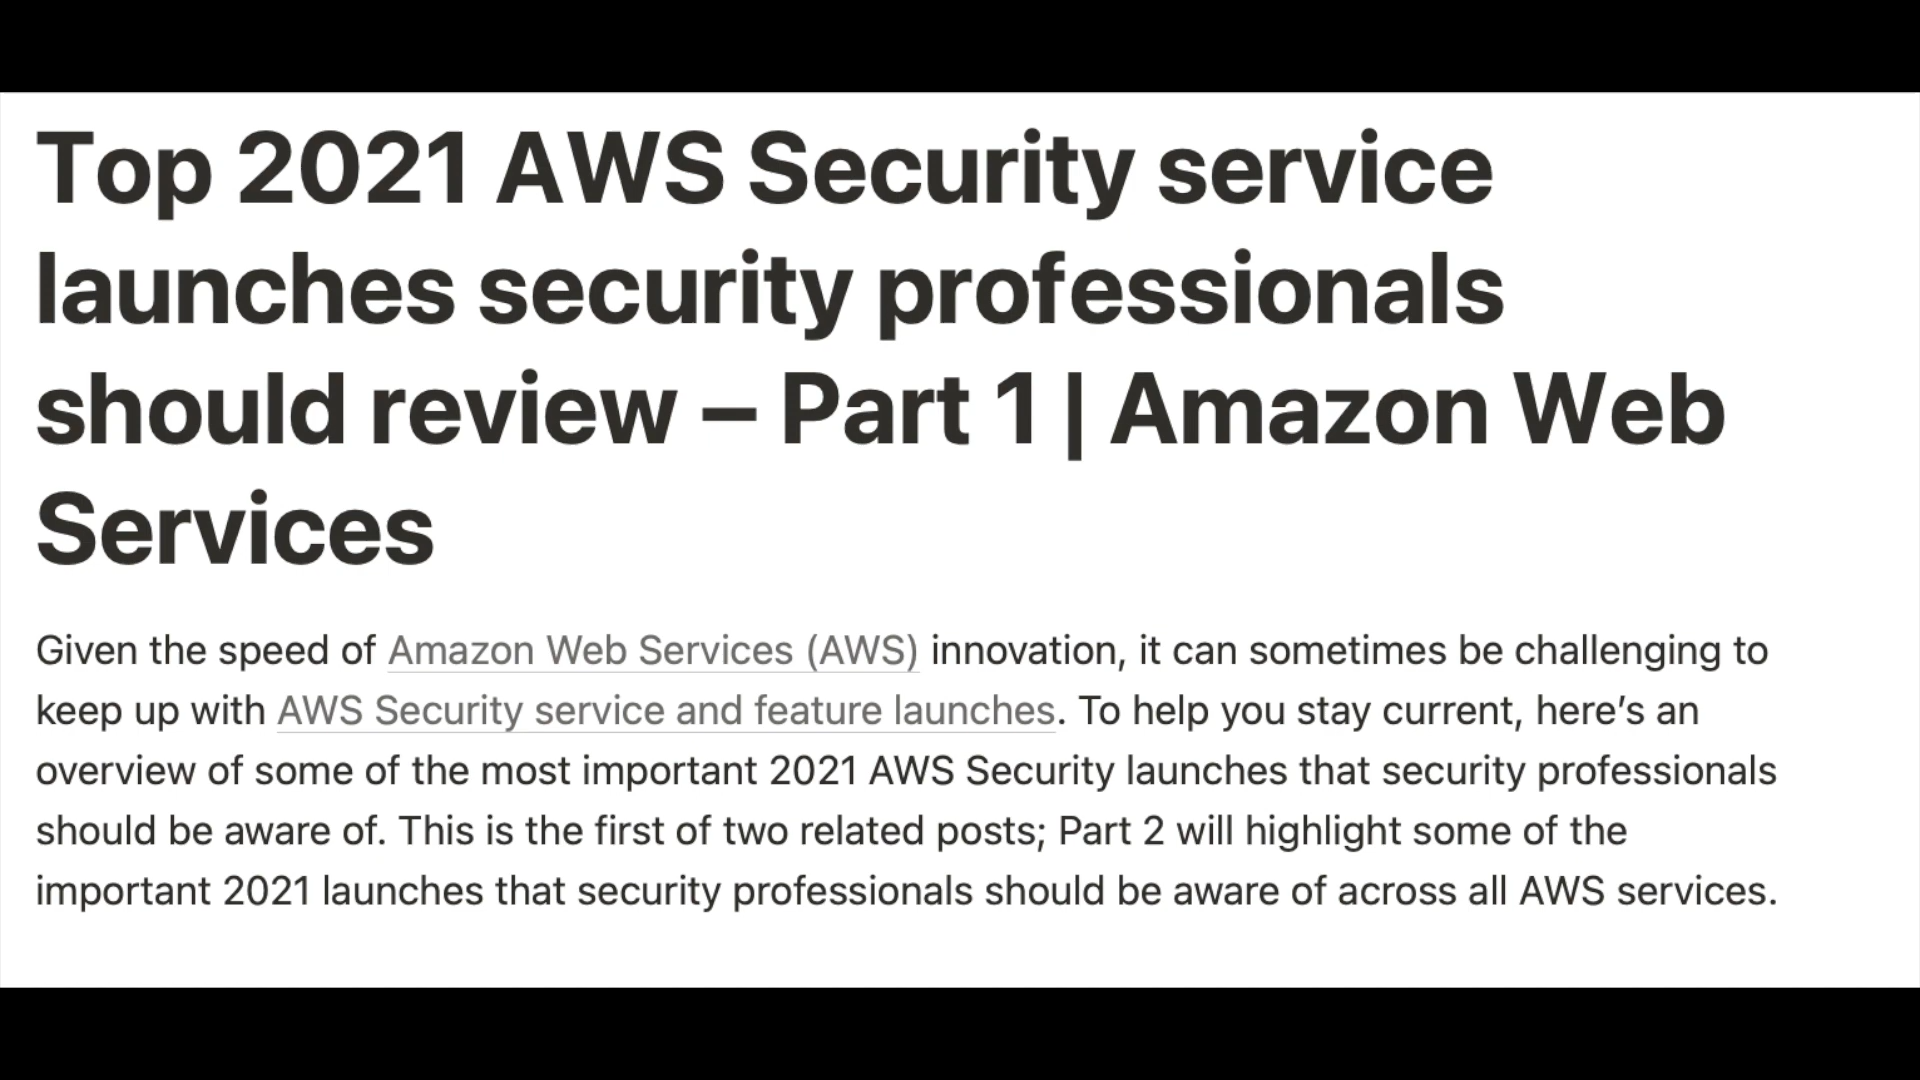 Top 2021 AWS Security service
launches security professionals
should review – Part 1 | Amazon Web
Services
Given the speed of Amazon Web Services (AWS) innovation, it can sometimes be challenging to
keep up with AWS Security service and feature launches. To help you stay current, here’s an
overview of some of the most important 2021 AWS Security launches that security professionals
should be aware of. This is the first of two related posts; Part 2 will highlight some of the
important 2021 launches that security professionals should be aware of across all AWS services.